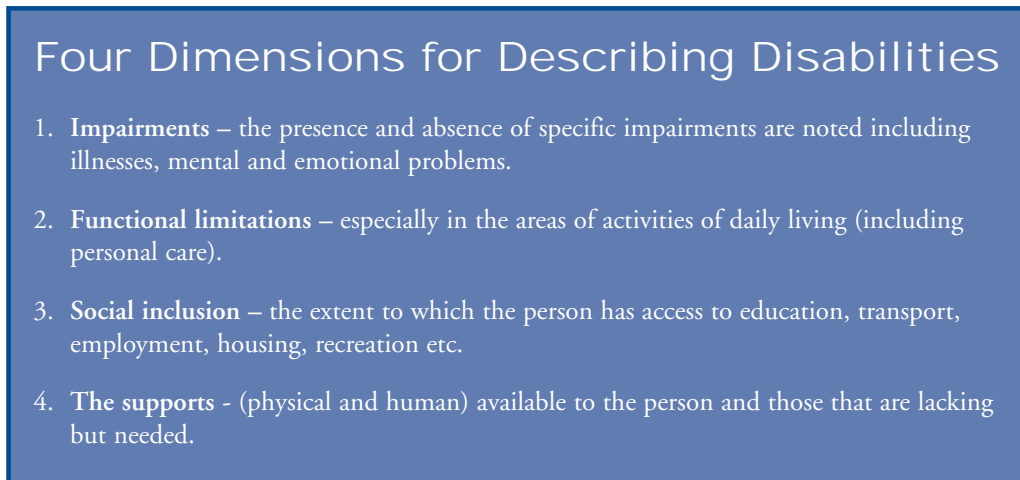 Four Dimensions for Describing Disabilities
1. Impairments – the presence and absence of specific impairments are noted including
illnesses, mental and emotional problems.
2. Functional limitations – especially in the areas of activities of daily living (including
personal care).
3. Social inclusion – the extent to which the person has access to education, transport,
employment, housing, recreation etc.
4. The supports - (physical and human) available to the person and those that are lacking
but needed.